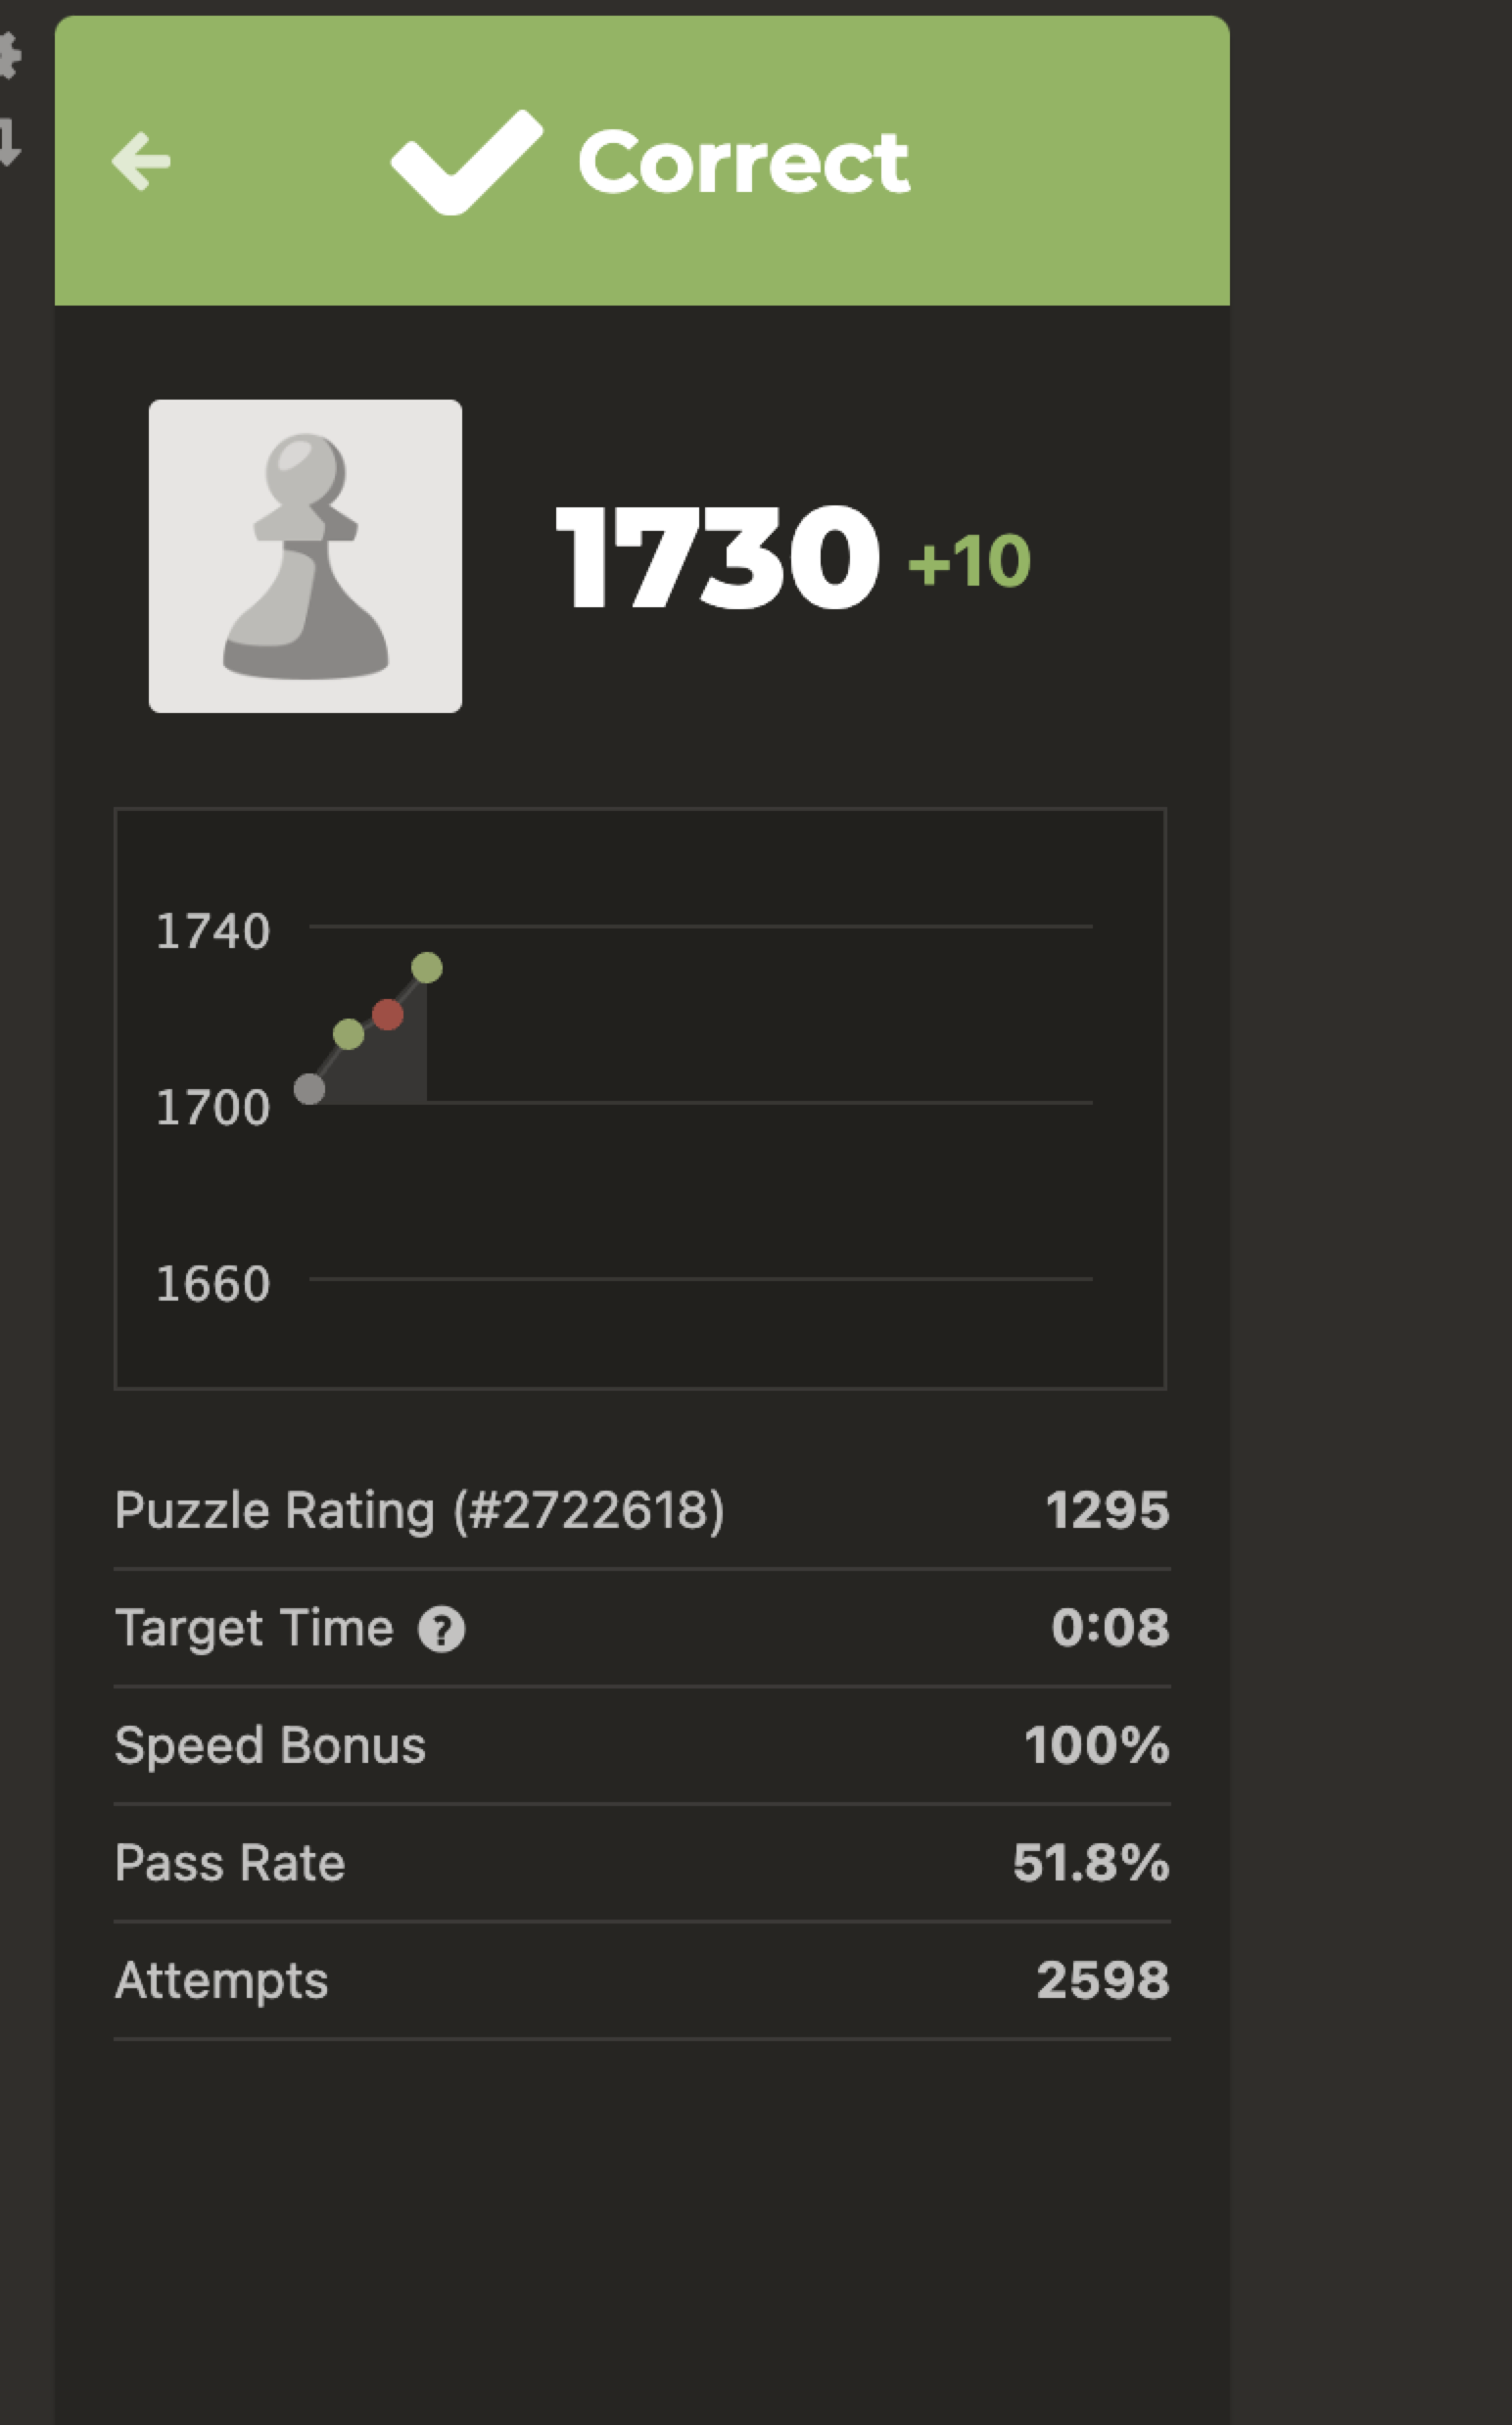 Correct
1730 +10
1740
1700
1660
Puzzle Rating (#2722618) 1295
Target Time ? 0:08
Speed Bonus 100%
Pass Rate 51.8%
Attempts 2598